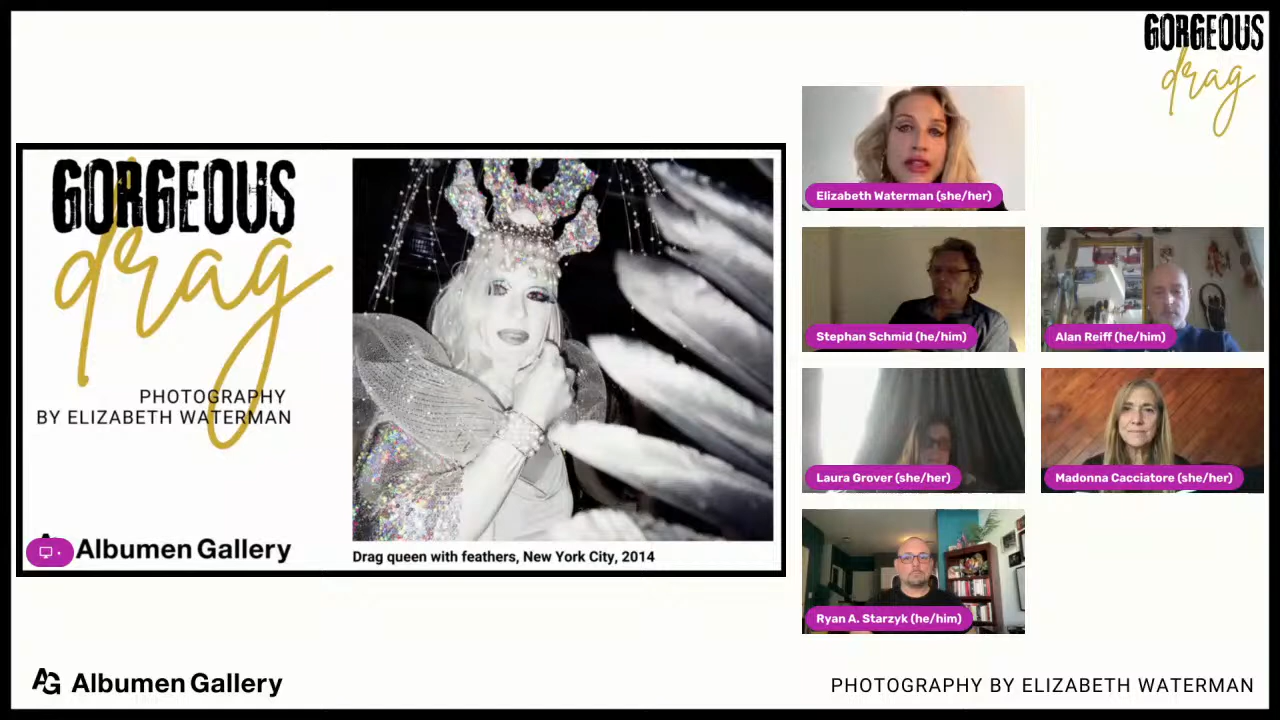 GORGEOUS
drag
GORGEOUS
drag
PHOTOGRAPHY
BY ELIZABETH WATERMAN
Albumen Gallery
Drag queen with feathers, New York City, 2014
Elizabeth Waterman (she/her)
Stephan Schmid (he/him)
Alan Reiff (he/him)
Laura Grover (she/her)
Madonna Cacciatore (she/her)
Ryan A. Starzyk (he/him)
AG Albumen Gallery
PHOTOGRAPHY BY ELIZABETH WATERMAN